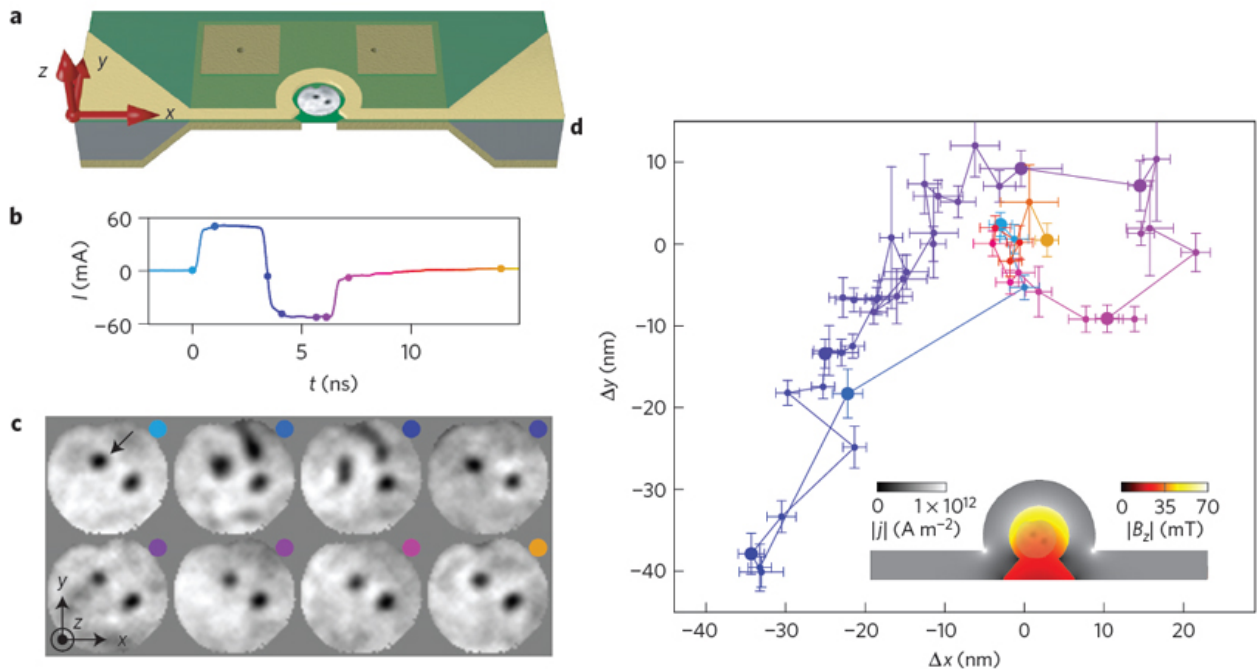 a
z
y
x
b
I (mA)
60
0
−60
0
5
10
t (ns)
c
y
z
x
d
Δy (nm)
10
0
−10
−20
−30
−40
−40
−30
−20
−10
0
10
20
Δx (nm)
0
1 × 10¹²
|j| (A m⁻²)
0 35 70
|B_z| (mT)